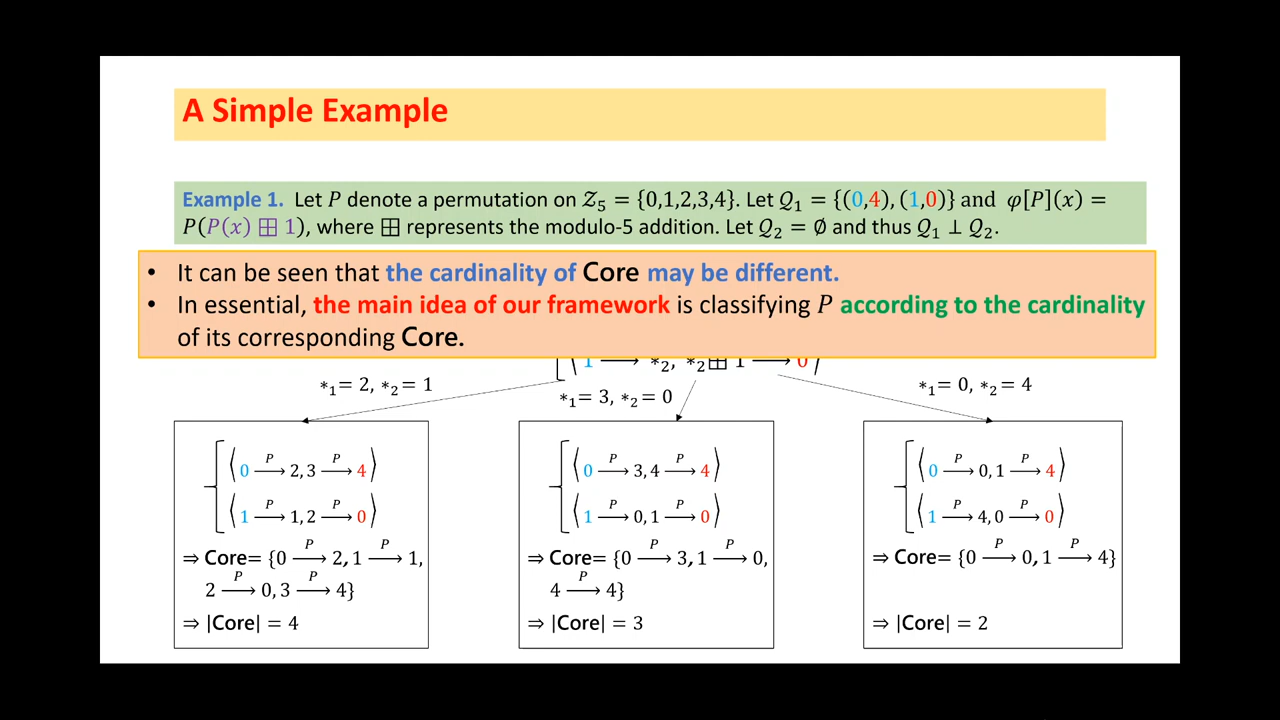 A Simple Example
Example 1. Let P denote a permutation on 𝒵₅ = {0,1,2,3,4}. Let 𝒬₁ = {(0,4), (1,0)} and φ[P](x) =
P(P(x) ⊞ 1), where ⊞ represents the modulo-5 addition. Let 𝒬₂ = ∅ and thus 𝒬₁ ⊥ 𝒬₂.
• It can be seen that the cardinality of Core may be different.
• In essential, the main idea of our framework is classifying P according to the cardinality
of its corresponding Core.
⟨1 ⟶ *₂, *₂⊞ 1 ⟶ 0⟩
*₁= 2, *₂= 1
*₁= 3, *₂= 0
*₁= 0, *₂= 4
P P
⟨0 ⟶ 2, 3 ⟶ 4⟩
P P
⟨1 ⟶ 1, 2 ⟶ 0⟩
P P
⇒ Core= {0 ⟶ 2, 1 ⟶ 1,
P P
2 ⟶ 0, 3 ⟶ 4}
⇒ |Core| = 4
P P
⟨0 ⟶ 3, 4 ⟶ 4⟩
P P
⟨1 ⟶ 0, 1 ⟶ 0⟩
P P
⇒ Core= {0 ⟶ 3, 1 ⟶ 0,
P
4 ⟶ 4}
⇒ |Core| = 3
P P
⟨0 ⟶ 0, 1 ⟶ 4⟩
P P
⟨1 ⟶ 4, 0 ⟶ 0⟩
P P
⇒ Core= {0 ⟶ 0, 1 ⟶ 4}
⇒ |Core| = 2